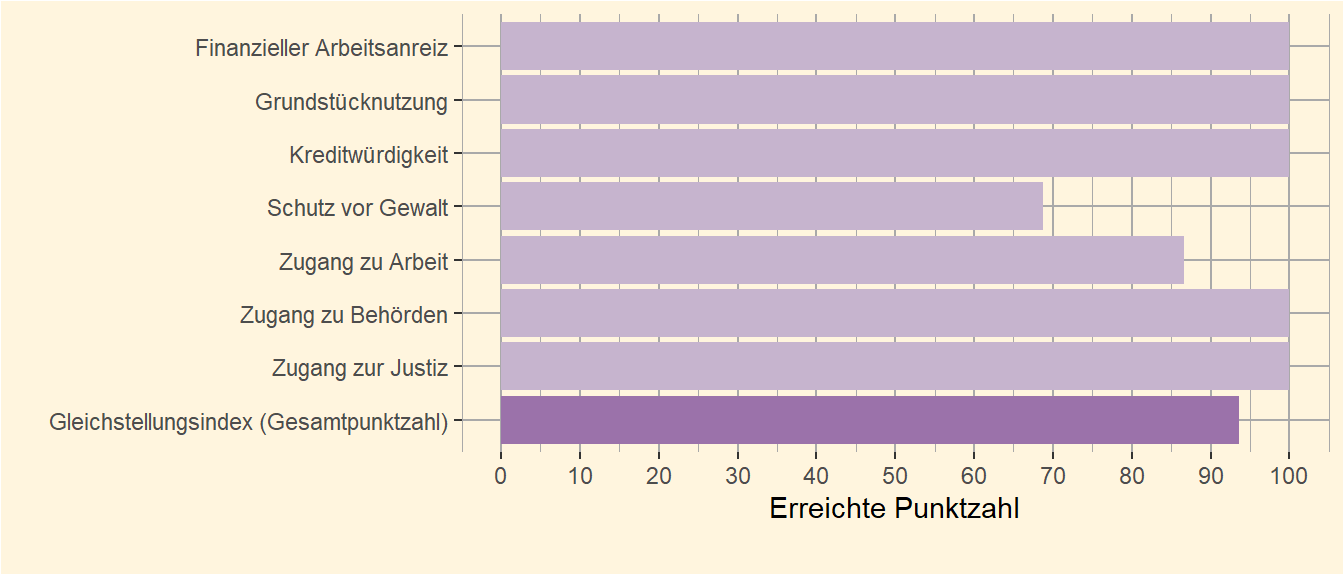 Finanzieller Arbeitsanreiz
Grundstücknutzung
Kreditwürdigkeit
Schutz vor Gewalt
Zugang zu Arbeit
Zugang zu Behörden
Zugang zur Justiz
Gleichstellungsindex (Gesamtpunktzahl)
0 10 20 30 40 50 60 70 80 90 100
Erreichte Punktzahl